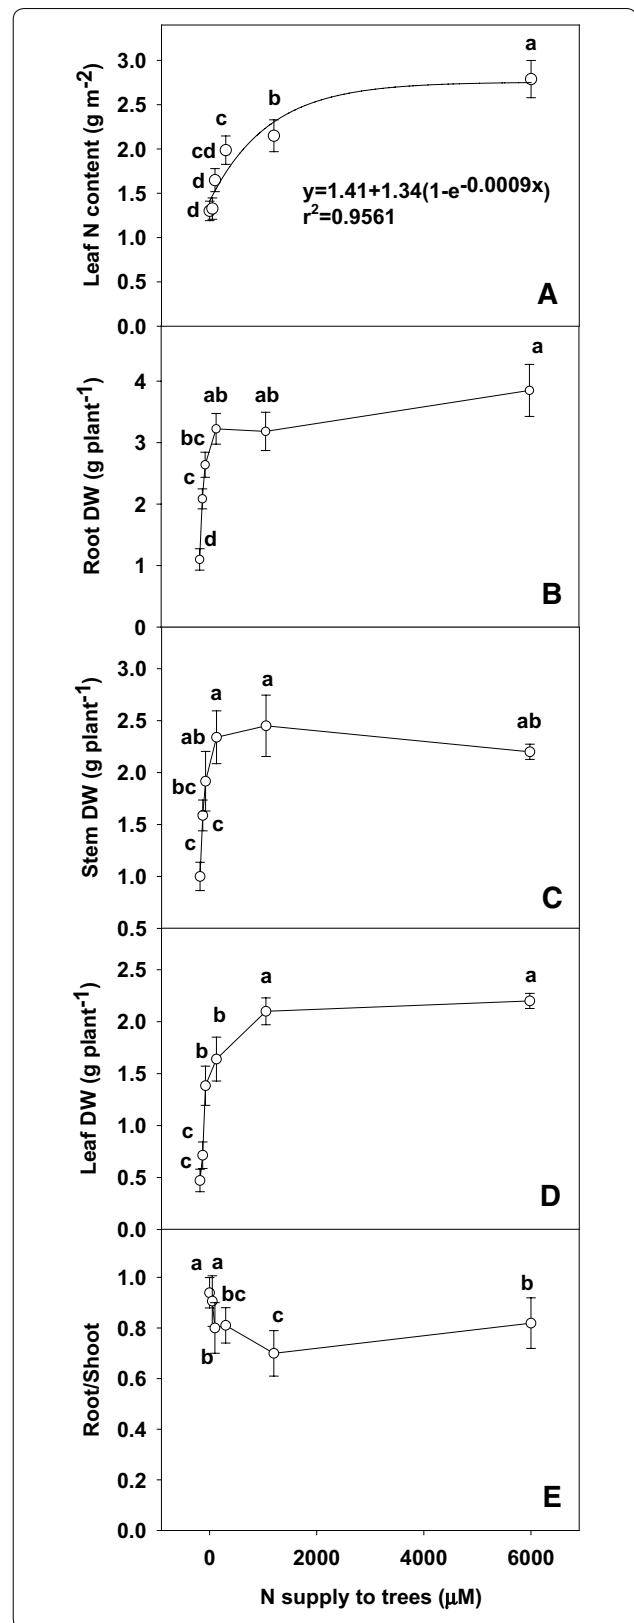 3.0
2.5
2.0
1.5
1.0
0.5
0.0
Leaf N content (g m-2)
a
b
c
cd
d
d
y=1.41+1.34(1-e-0.0009x)
r2=0.9561
A
4
3
2
1
0
Root DW (g plant-1)
a
ab
ab
bc
c
d
B
3.0
2.5
2.0
1.5
1.0
0.5
Stem DW (g plant-1)
a
a
ab
ab
bc
c
c
C
2.5
2.0
1.5
1.0
0.5
0.0
Leaf DW (g plant-1)
a
a
b
b
c
c
D
1.0
0.8
0.6
0.4
0.2
0.0
Root/Shoot
a a
bc
b
c
b
E
0 2000 4000 6000
N supply to trees (μM)